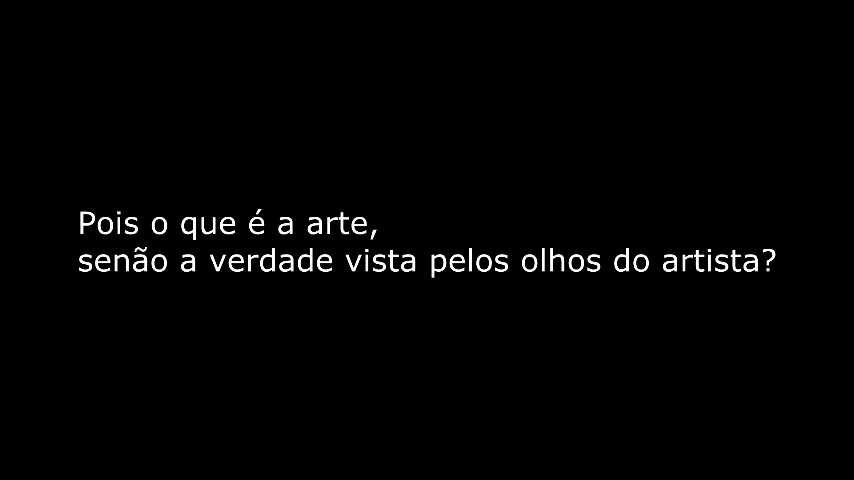 Pois o que é a arte,
senão a verdade vista pelos olhos do artista?